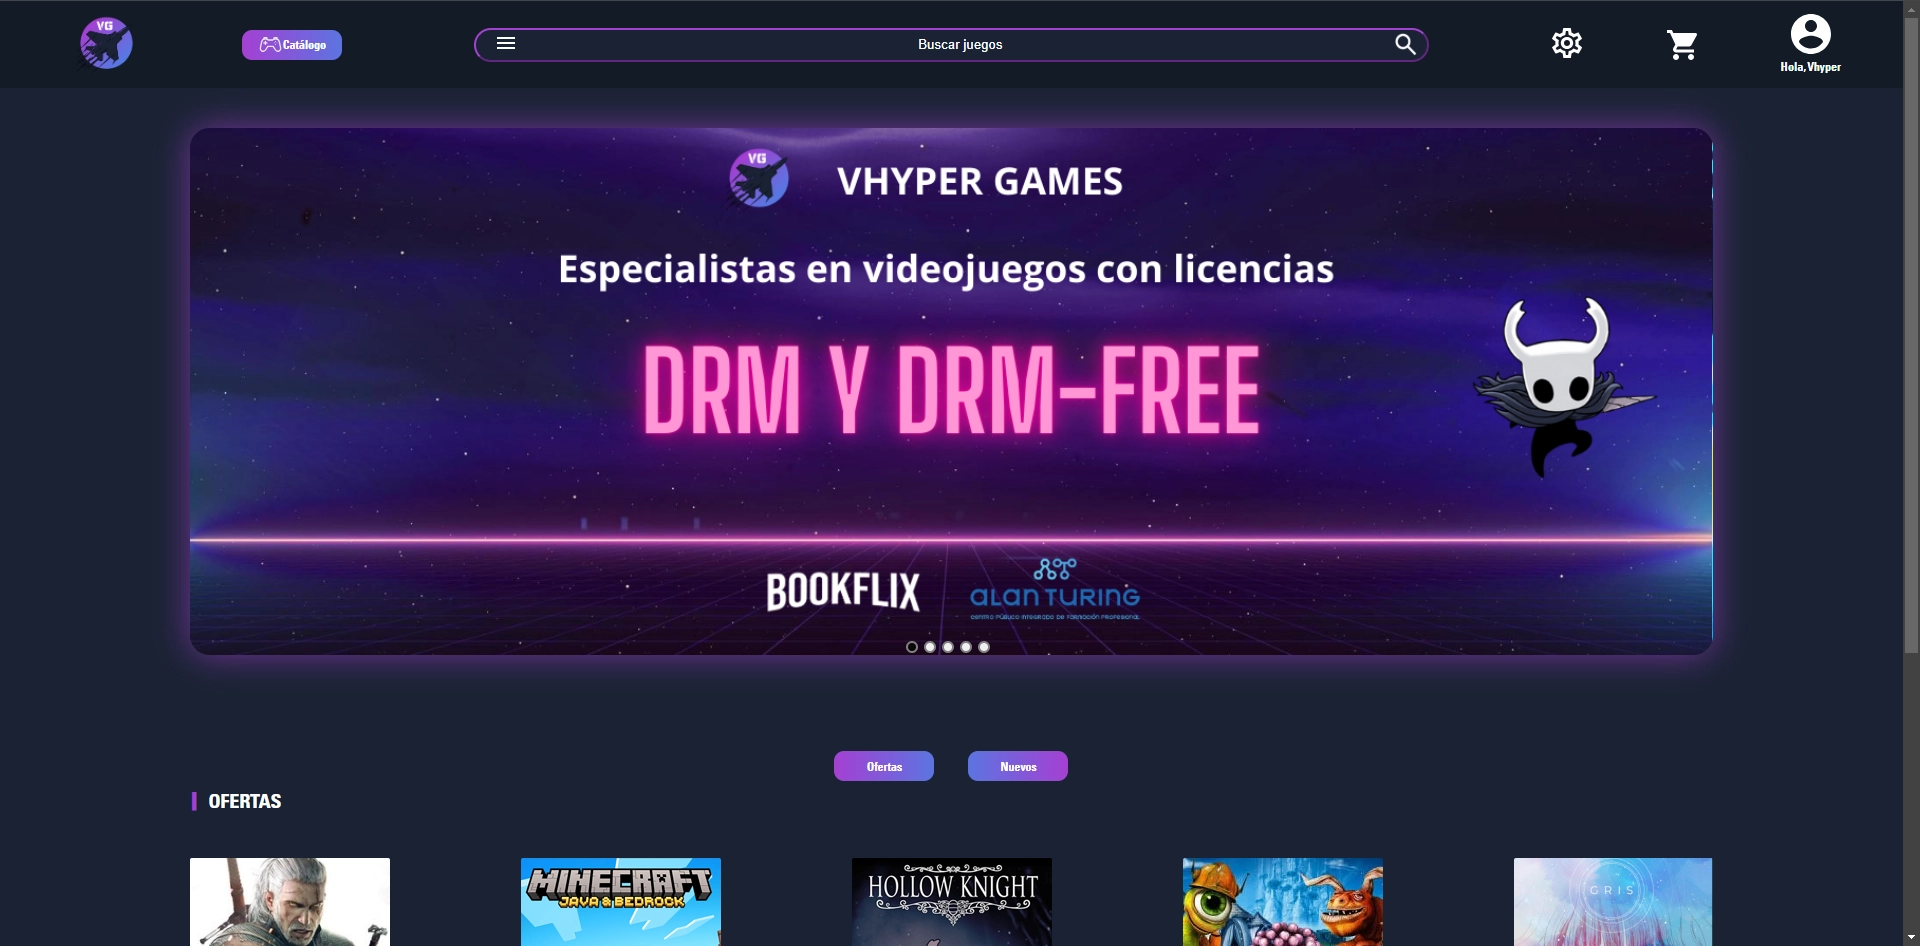 VG
Catálogo
Buscar juegos
Hola, Vhyper
VG
VHYPER GAMES
Especialistas en videojuegos con licencias
DRM Y DRM-FREE
BOOKFLIX
ALAN TURING
CENTRO PÚBLICO INTEGRADO DE FORMACIÓN PROFESIONAL
Ofertas
Nuevos
OFERTAS
MINECRAFT
JAVA & BEDROCK
HOLLOW KNIGHT
GRIS